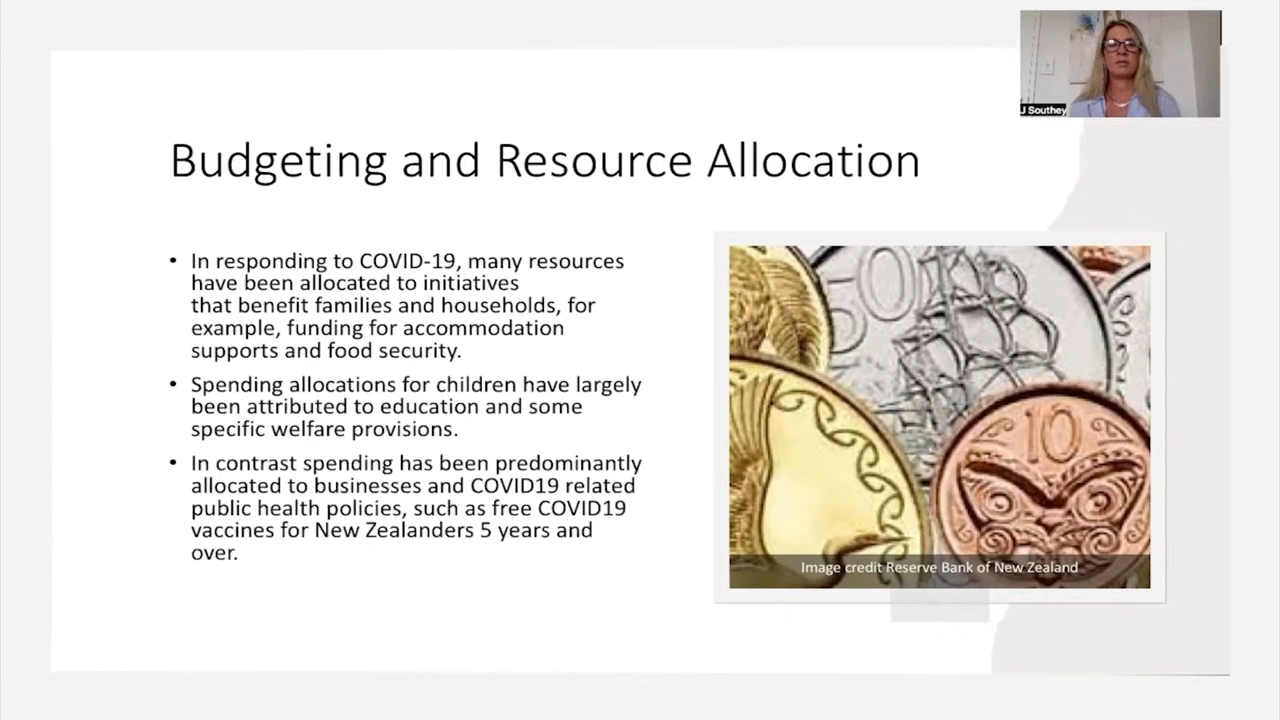 J Southey
Budgeting and Resource Allocation
• In responding to COVID-19, many resources
have been allocated to initiatives
that benefit families and households, for
example, funding for accommodation
supports and food security.
• Spending allocations for children have largely
been attributed to education and some
specific welfare provisions.
• In contrast spending has been predominantly
allocated to businesses and COVID19 related
public health policies, such as free COVID19
vaccines for New Zealanders 5 years and
over.
50
10
Image credit Reserve Bank of New Zealand